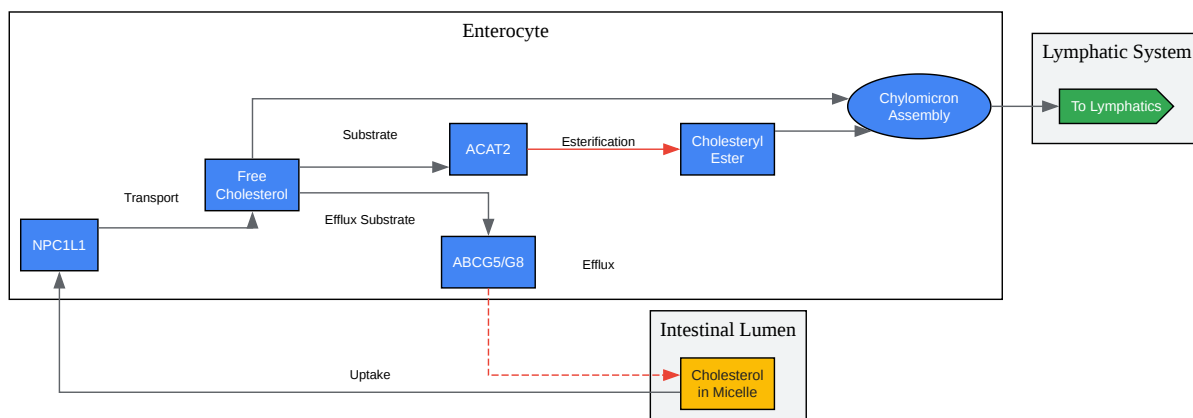 Enterocyte
Lymphatic System
Chylomicron
Assembly
To Lymphatics
Substrate
ACAT2
Esterification
Cholesteryl
Ester
Free
Cholesterol
Transport
Efflux Substrate
NPC1L1
ABCG5/G8
Efflux
Intestinal Lumen
Uptake
Cholesterol
in Micelle